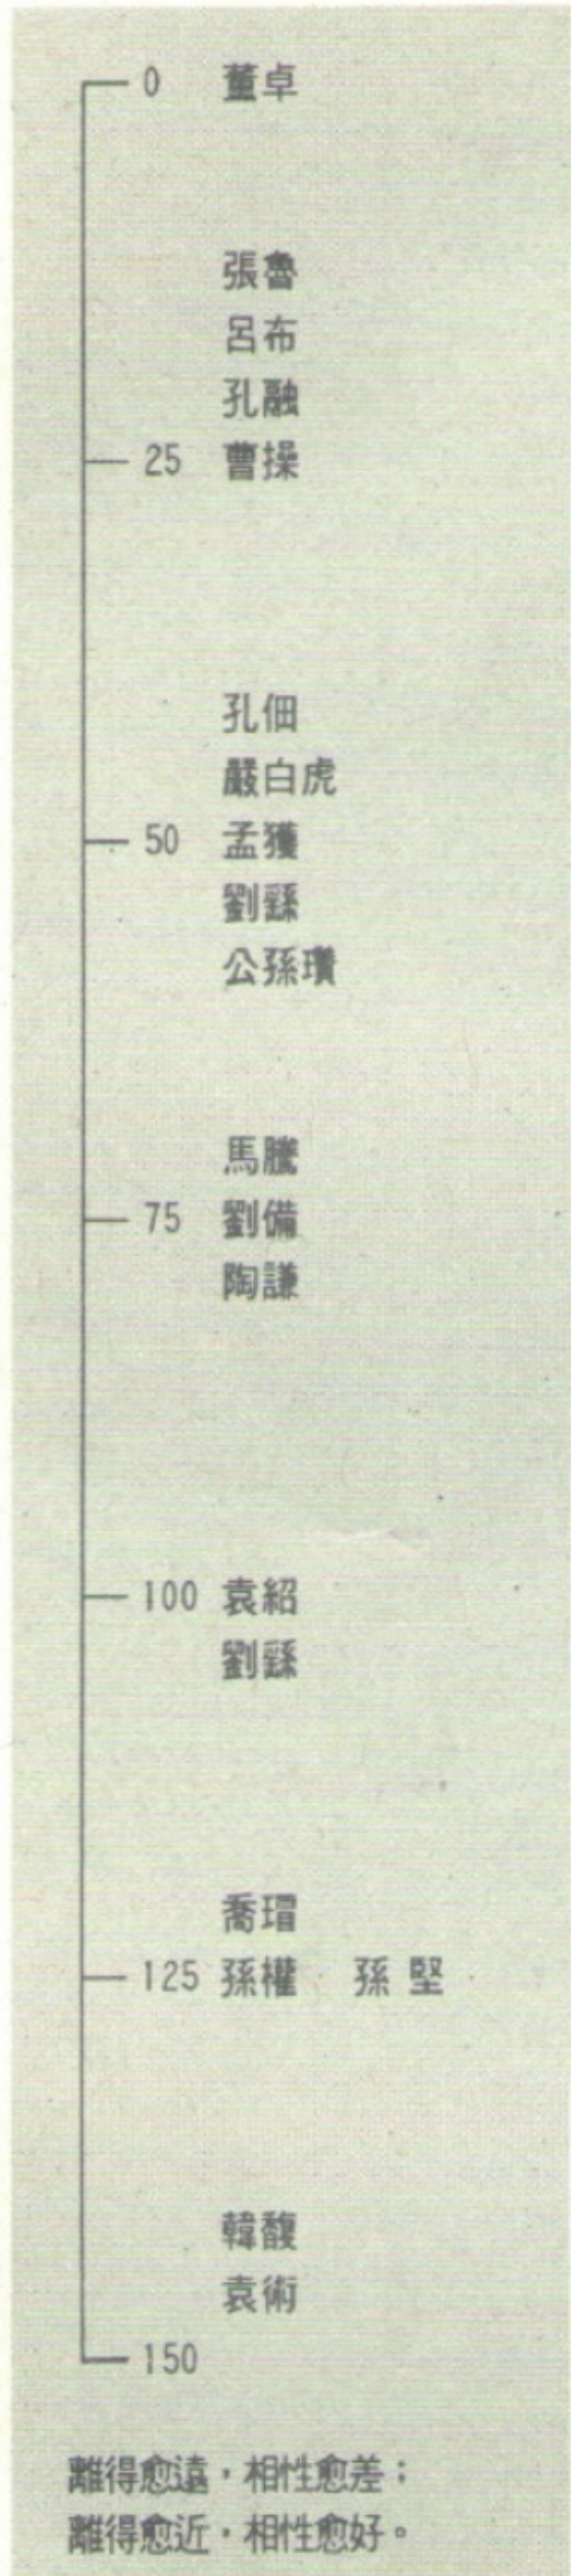 0 董卓
張魯
呂布
孔融
25 曹操
孔佃
嚴白虎
50 孟獲
劉繇
公孫瓚
馬騰
75 劉備
陶謙
100 袁紹
劉繇
喬瑁
125 孫權 孫堅
韓馥
袁術
150
離得愈遠，相性愈差；
離得愈近，相性愈好。